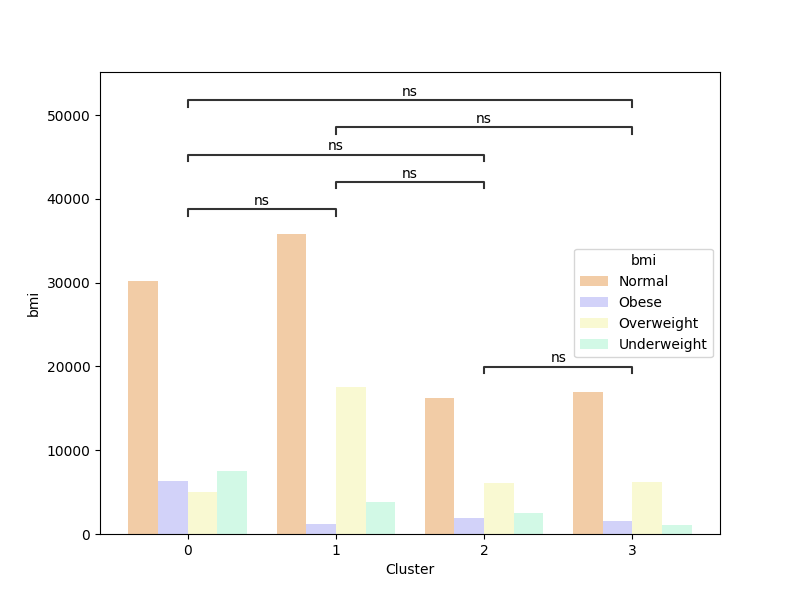 ns
ns
ns
ns
ns
ns
50000
40000
30000
20000
10000
0
bmi
bmi
Normal
Obese
Overweight
Underweight
0 1 2 3
Cluster